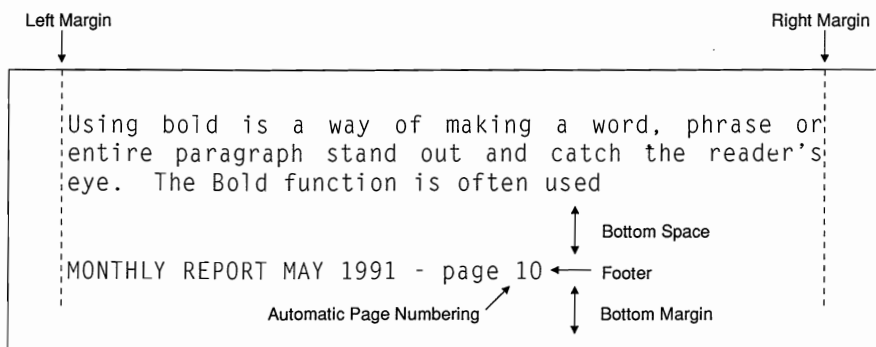 Left Margin Right Margin
Using bold is a way of making a word, phrase or
entire paragraph stand out and catch the reader's
eye. The Bold function is often used
Bottom Space
MONTHLY REPORT MAY 1991 - page 10 Footer
Automatic Page Numbering Bottom Margin